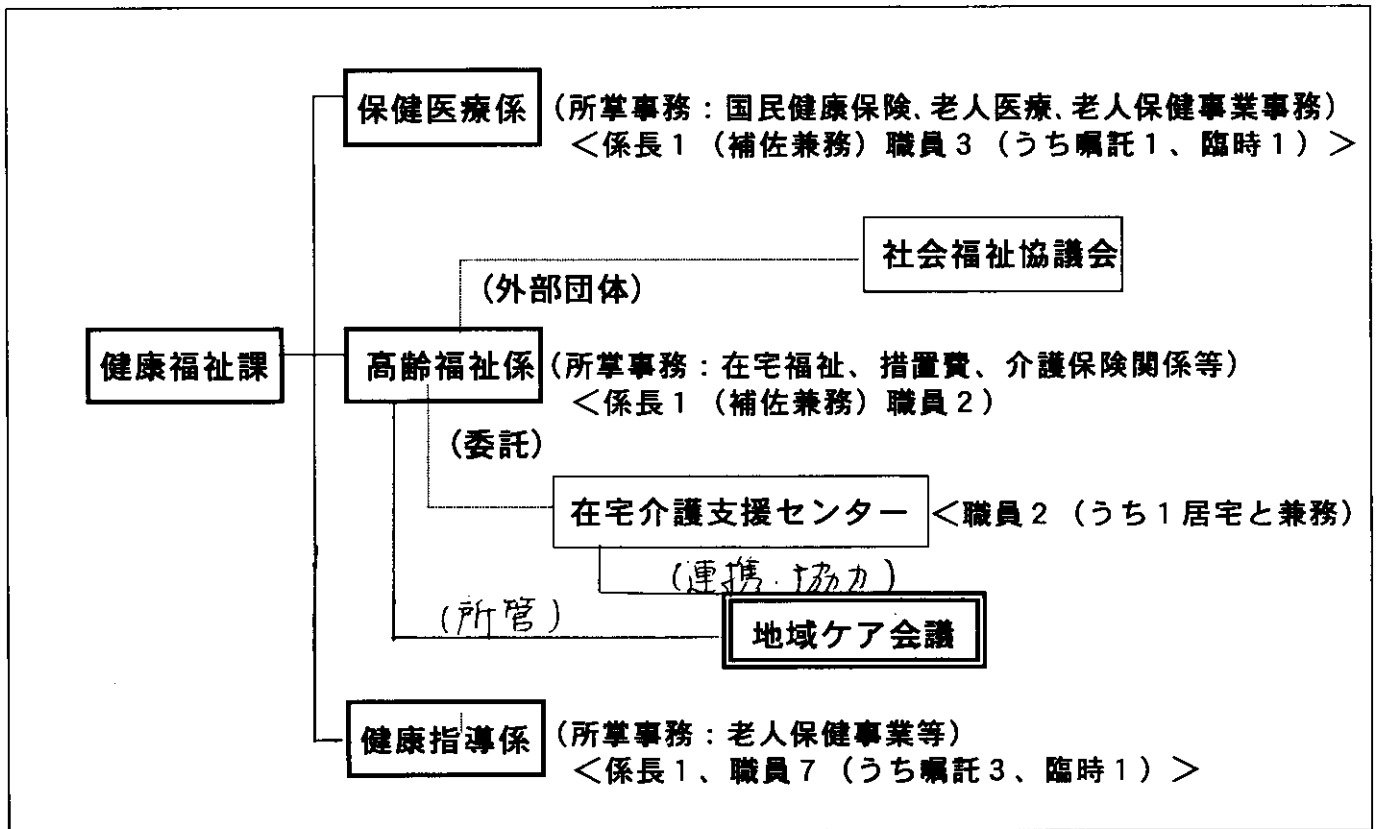 保健医療係
(所掌事務：国民健康保険、老人医療、老人保健事業事務)
＜係長１（補佐兼務）職員３（うち嘱託１、臨時１）＞
社会福祉協議会
(外部団体)
健康福祉課
高齢福祉係
(所掌事務：在宅福祉、措置費、介護保険関係等)
＜係長１（補佐兼務）職員２)
(委託)
在宅介護支援センター
＜職員２（うち１居宅と兼務）
(連携・協力)
(所管)
地域ケア会議
健康指導係
(所掌事務：老人保健事業等)
＜係長１、職員７（うち嘱託３、臨時１）＞